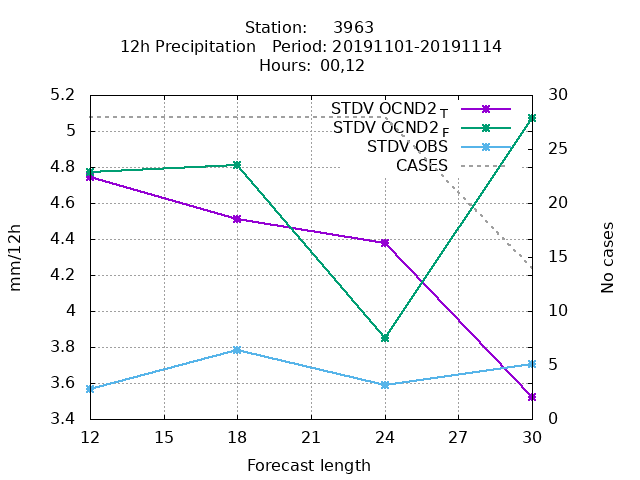 Station: 3963
12h Precipitation Period: 20191101-20191114
Hours: 00,12
STDV OCND2 T
STDV OCND2 F
STDV OBS
CASES
5.2
5
4.8
4.6
4.4
4.2
4
3.8
3.6
3.4
mm/12h
30
25
20
15
10
5
0
No cases
12 15 18 21 24 27 30
Forecast length